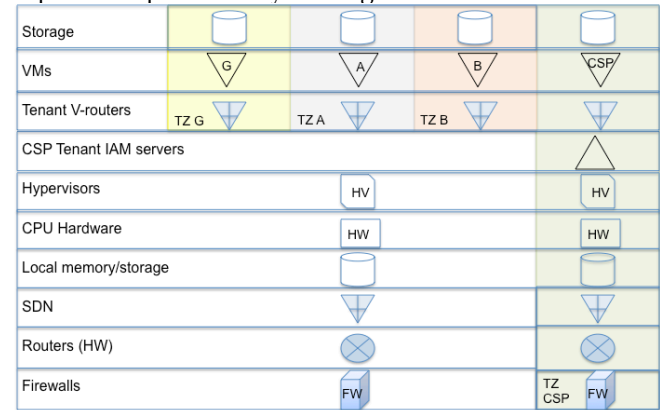 Storage
VMs
G
A
B
CSP
Tenant V-routers
TZ G
TZ A
TZ B
CSP Tenant IAM servers
Hypervisors
HV
HV
CPU Hardware
HW
HW
Local memory/storage
SDN
Routers (HW)
Firewalls
FW
TZ
CSP
FW